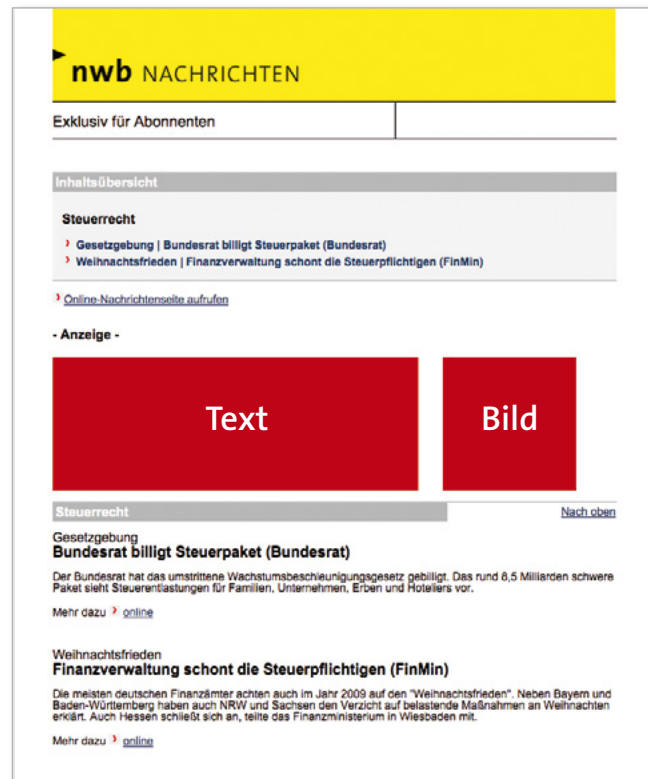 nwb NACHRICHTEN
Exklusiv für Abonnenten
Inhaltsübersicht
Steuerrecht
Gesetzgebung | Bundesrat billigt Steuerpaket (Bundesrat)
Weihnachtsfrieden | Finanzverwaltung schont die Steuerpflichtigen (FinMin)
Online-Nachrichtenseite aufrufen
- Anzeige -
Text Bild
Steuerrecht Nach oben
Gesetzgebung
Bundesrat billigt Steuerpaket (Bundesrat)
Der Bundesrat hat das umstrittene Wachstumsbeschleunigungsgesetz gebilligt. Das rund 8,5 Milliarden schwere
Paket sieht Steuerentlastungen für Familien, Unternehmen, Erben und Hoteliers vor.
Mehr dazu online
Weihnachtsfrieden
Finanzverwaltung schont die Steuerpflichtigen (FinMin)
Die meisten deutschen Finanzämter achten auch im Jahr 2009 auf den "Weihnachtsfrieden". Neben Bayern und
Baden-Württemberg haben auch NRW und Sachsen den Verzicht auf belastende Maßnahmen an Weihnachten
erklärt. Auch Hessen schließt sich an, teilte das Finanzministerium in Wiesbaden mit.
Mehr dazu online